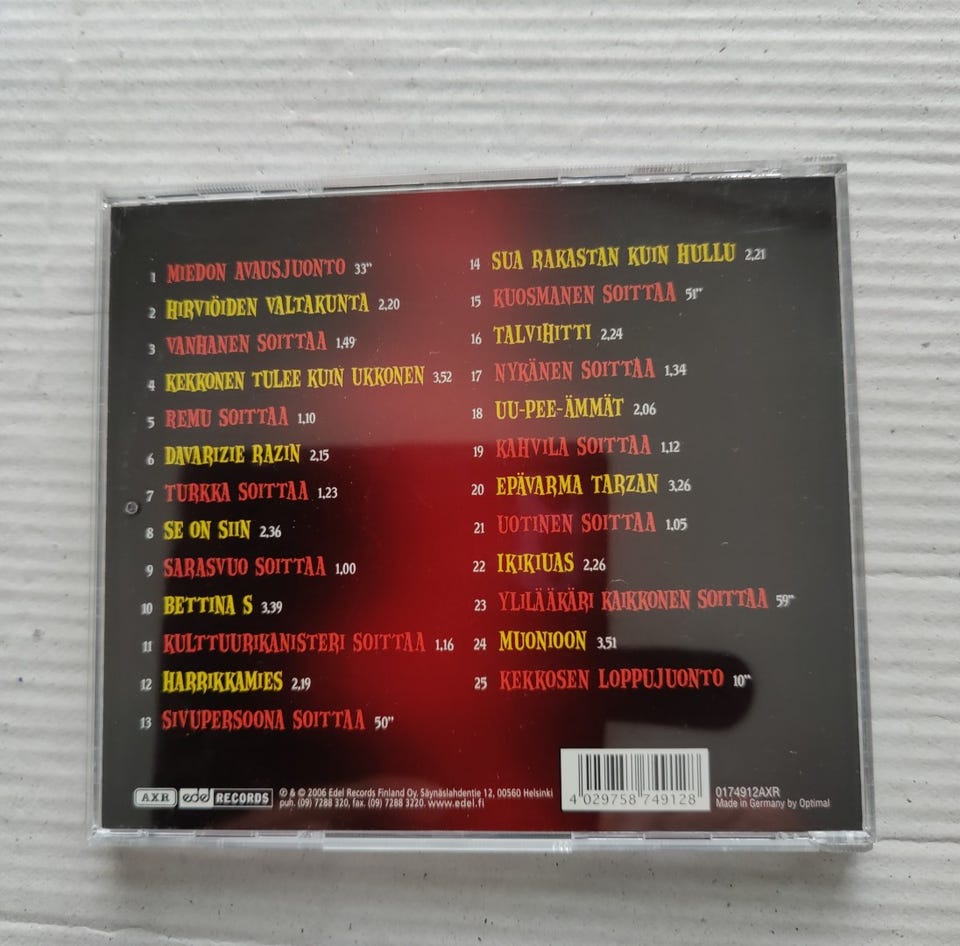 1 MIEDON AVAUSJUONTO 33"
2 HIRVIÖIDEN VALTAKUNTA 2,20
3 VANHANEN SOITTAA 1,49
4 KEKKONEN TULEE KUIN UKKONEN 3,52
5 REMU SOITTAA 1,10
6 DAVARIZIE RAZIN 2,15
7 TURKKA SOITTAA 1,23
8 SE ON SIIN 2,36
9 SARASVUO SOITTAA 1,00
10 BETTINA S 3,39
11 KULTTUURIKANISTERI SOITTAA 1,16
12 HARRIKKAMIES 2,19
13 SIVUPERSOONA SOITTAA 50"
14 SUA RAKASTAN KUIN HULLU 2,21
15 KUOSMANEN SOITTAA 51"
16 TALVIHITTI 2,24
17 NYKÄNEN SOITTAA 1,34
18 UU-PEE-ÄMMÄT 2,06
19 KAHVILA SOITTAA 1,12
20 EPÄVARMA TARZAN 3,26
21 UOTINEN SOITTAA 1,05
22 IKIKIUAS 2,26
23 YLILÄÄKÄRI KAIKKONEN SOITTAA 59"
24 MUONIOON 3,51
25 KEKKOSEN LOPPUJUONTO 10"
AXR edel RECORDS
℗ & © 2006 Edel Records Finland Oy, Säynäslahdentie 12, 00560 Helsinki
puh. (09) 7288 320, fax. (09) 7288 3220. www.edel.fi
4 029758 749128
0174912AXR
Made in Germany by Optimal